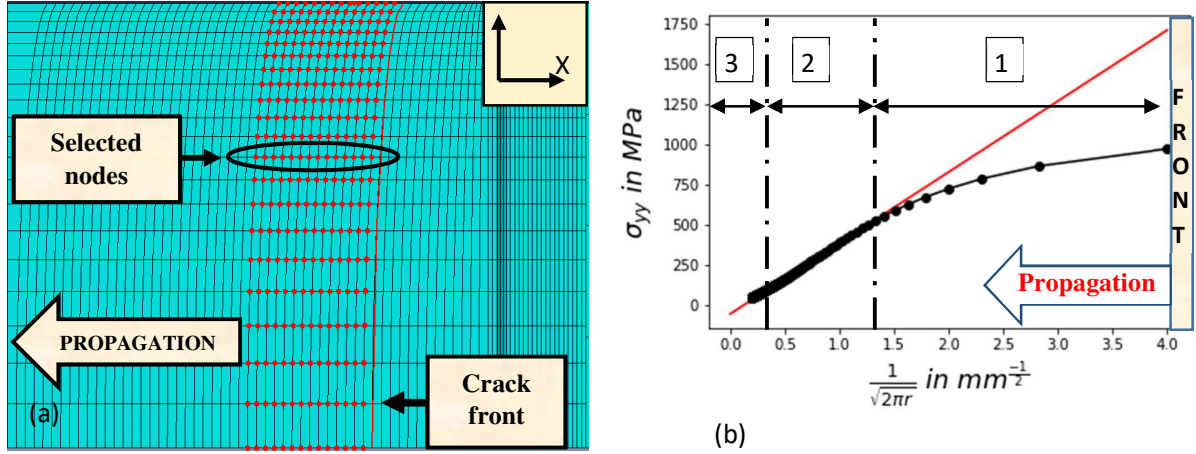 X
Selected
nodes
PROPAGATION
Crack
front
(a)
1750
1500
1250
1000
750
500
250
0
σyy in MPa
3
2
1
FRONT
Propagation
0.0 0.5 1.0 1.5 2.0 2.5 3.0 3.5 4.0
1/√2πr in mm^-1/2
(b)